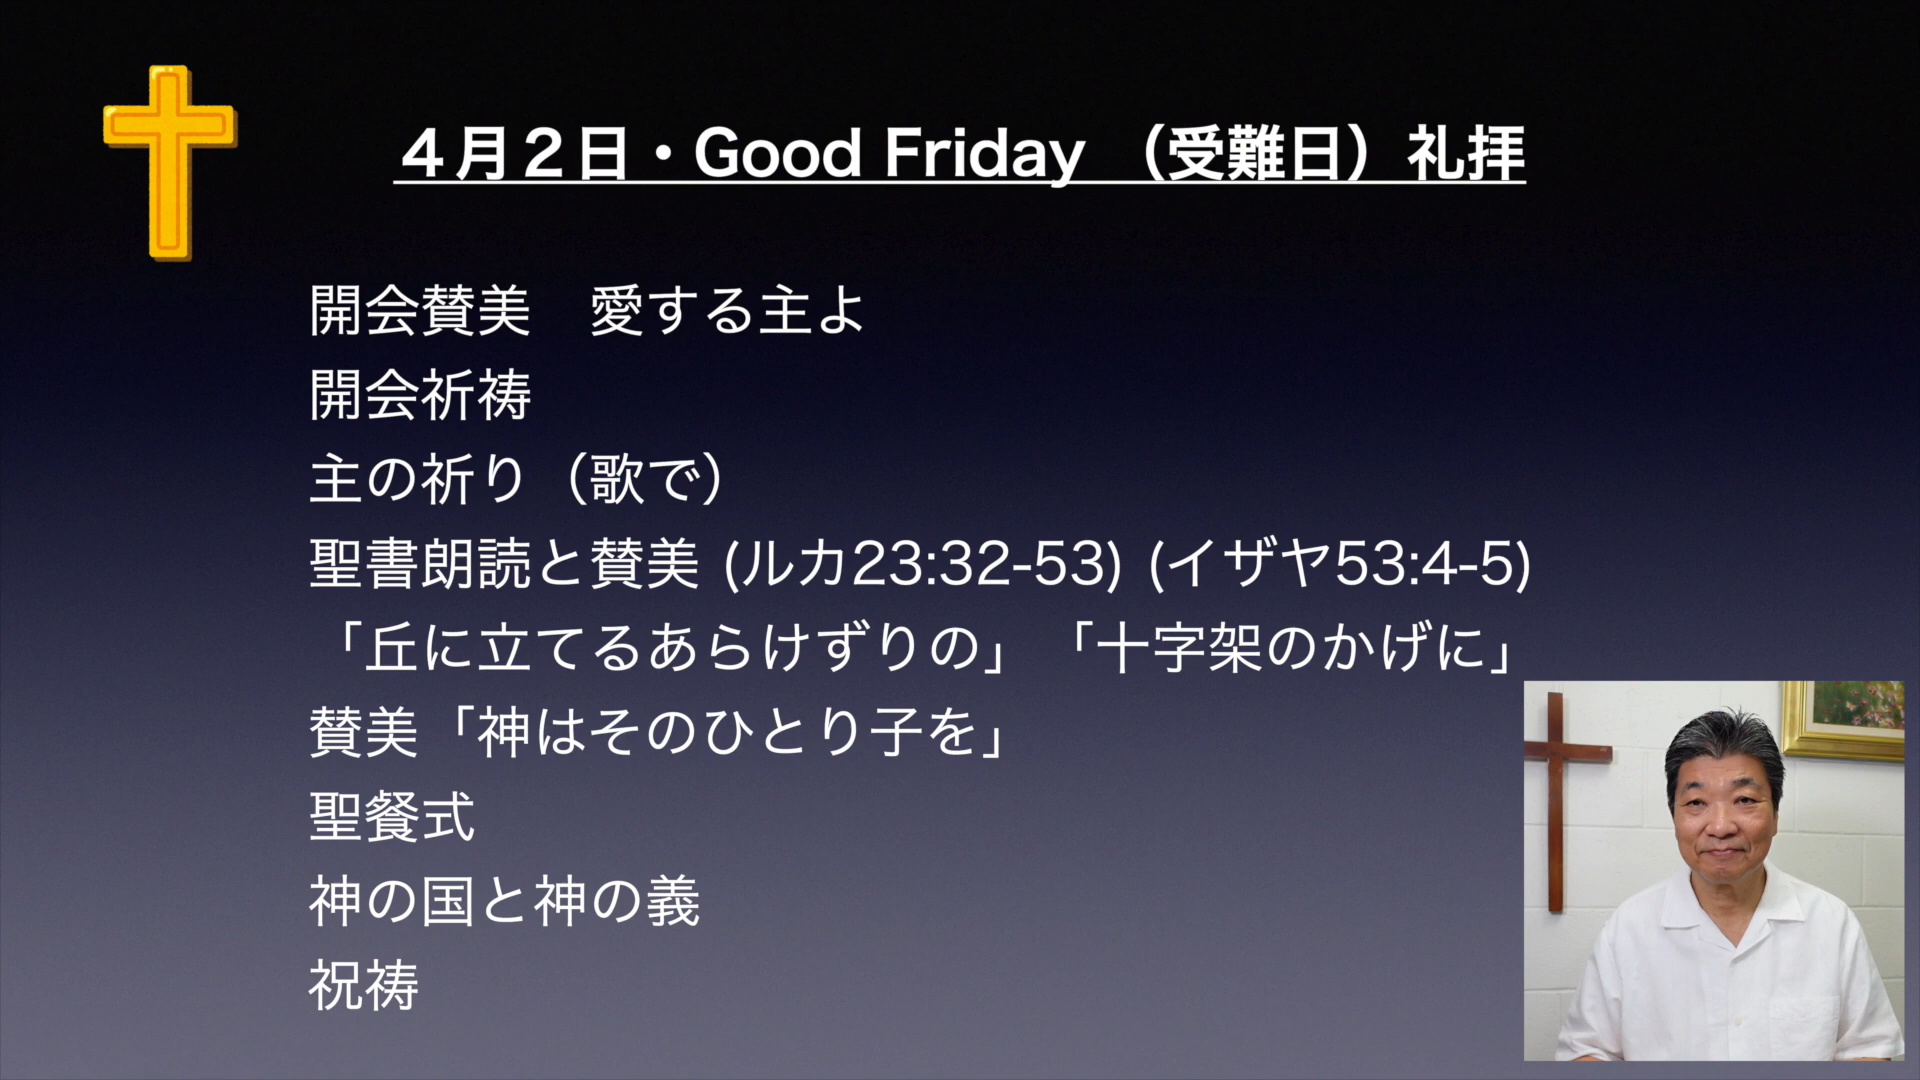 ４月２日・Good Friday （受難日）礼拝
開会賛美　愛する主よ
開会祈祷
主の祈り（歌で）
聖書朗読と賛美 (ルカ23:32-53) (イザヤ53:4-5)
「丘に立てるあらけずりの」「十字架のかげに」
賛美「神はそのひとり子を」
聖餐式
神の国と神の義
祝祷